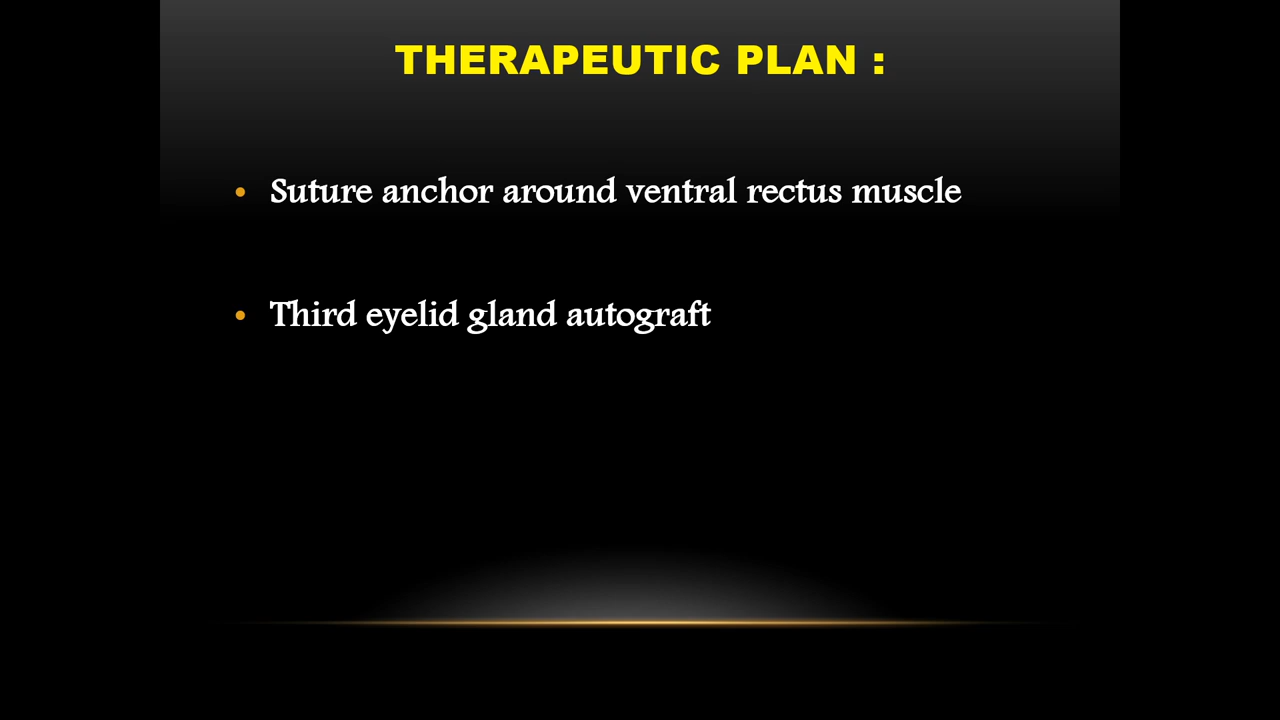 THERAPEUTIC PLAN :
• Suture anchor around ventral rectus muscle
• Third eyelid gland autograft